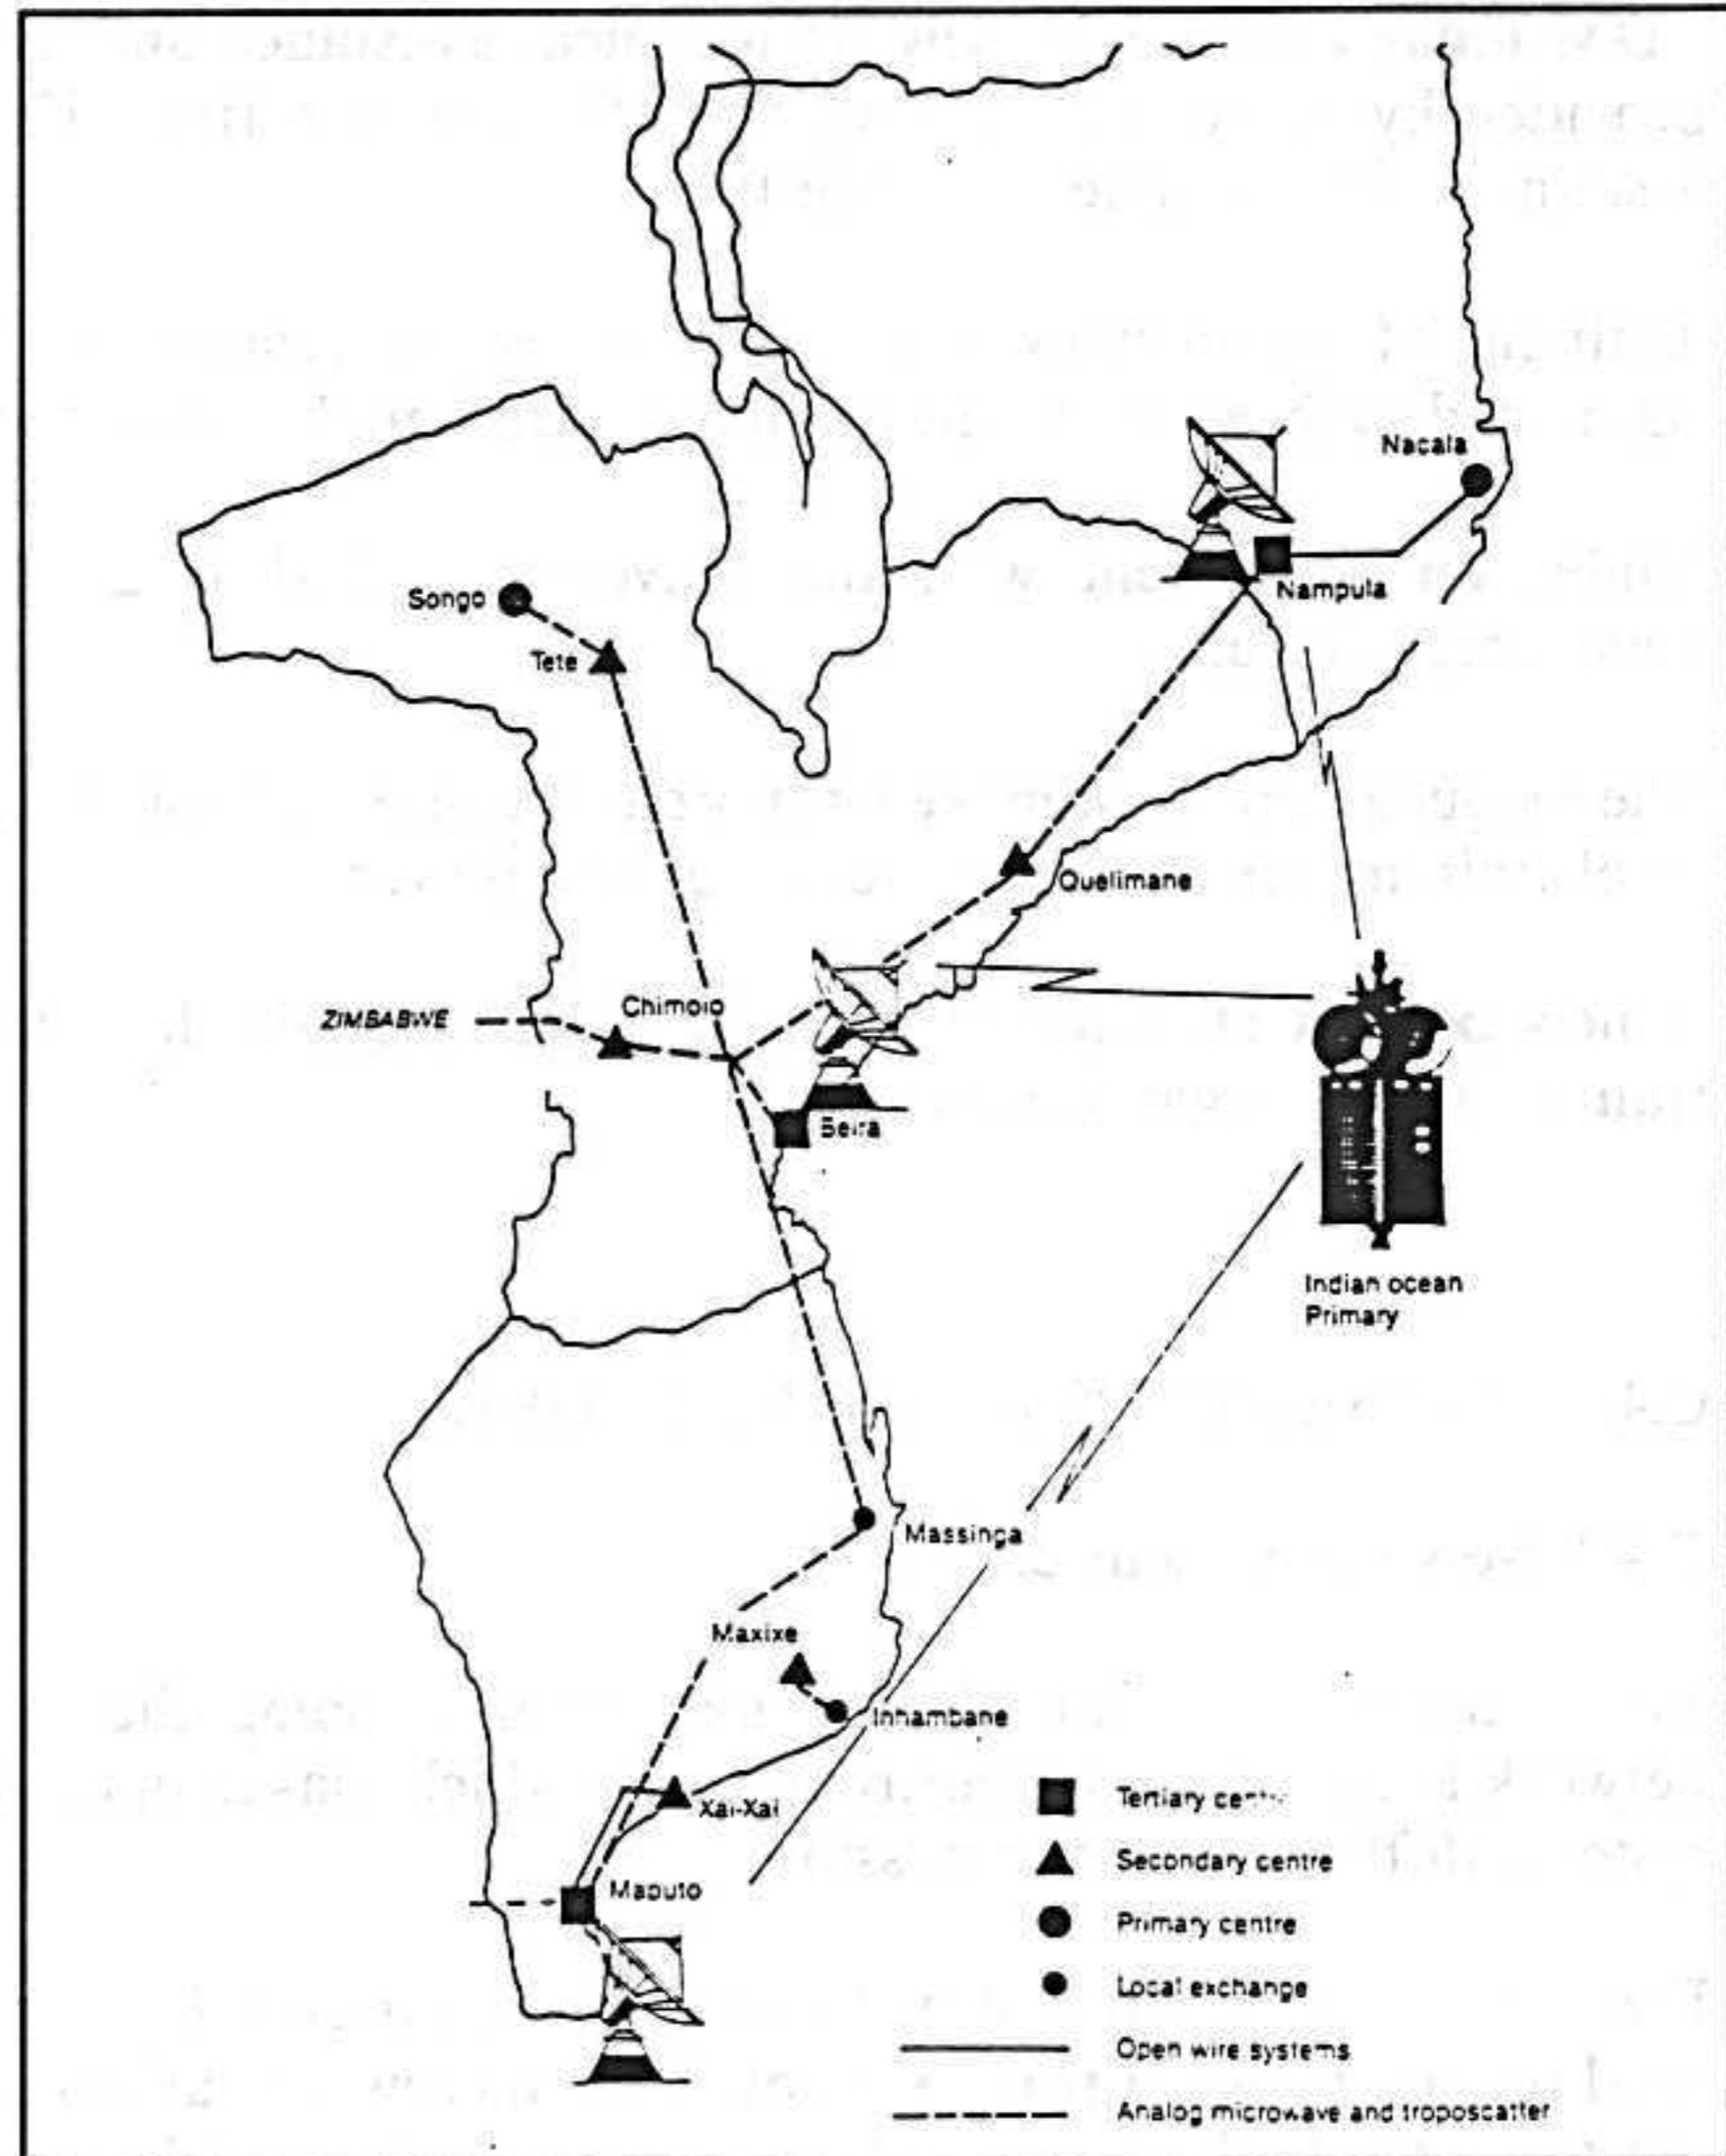 Nacala
Nampula
Songo
Tete
Quelimane
Chimoio
ZIMBABWE
Beira
Indian ocean
Primary
Massinga
Maxixe
Inhambane
Xai-Xai
Maputo
Tertiary
Secondary centre
Primary centre
Local exchange
Open wire systems
Analog microwave and troposcatter